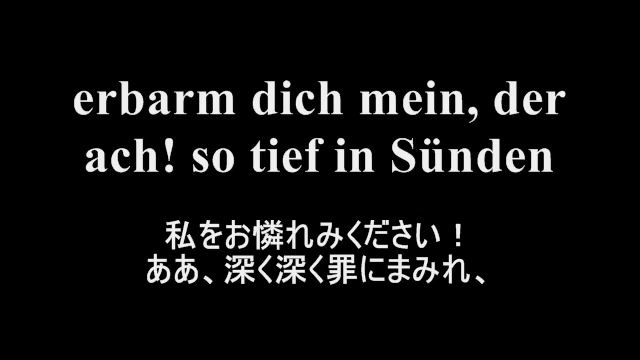 erbarm dich mein, der
ach! so tief in Sünden
私をお憐れみください！
ああ、深く深く罪にまみれ、